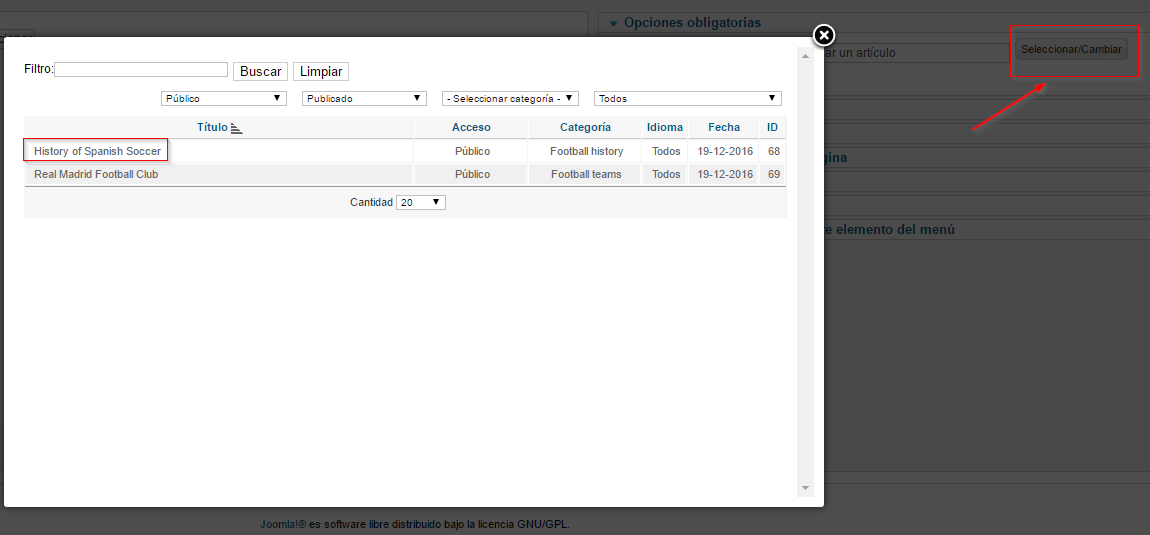 Opciones obligatorias
ar un artículo
Seleccionar/Cambiar
Filtro:
Buscar
Limpiar
Público
Publicado
- Seleccionar categoría -
Todos
Título Acceso Categoría Idioma Fecha ID
History of Spanish Soccer Público Football history Todos 19-12-2016 68
Real Madrid Football Club Público Football teams Todos 19-12-2016 69
Cantidad 20
gina
te elemento del menú
Joomla!® es software libre distribuido bajo la licencia GNU/GPL.